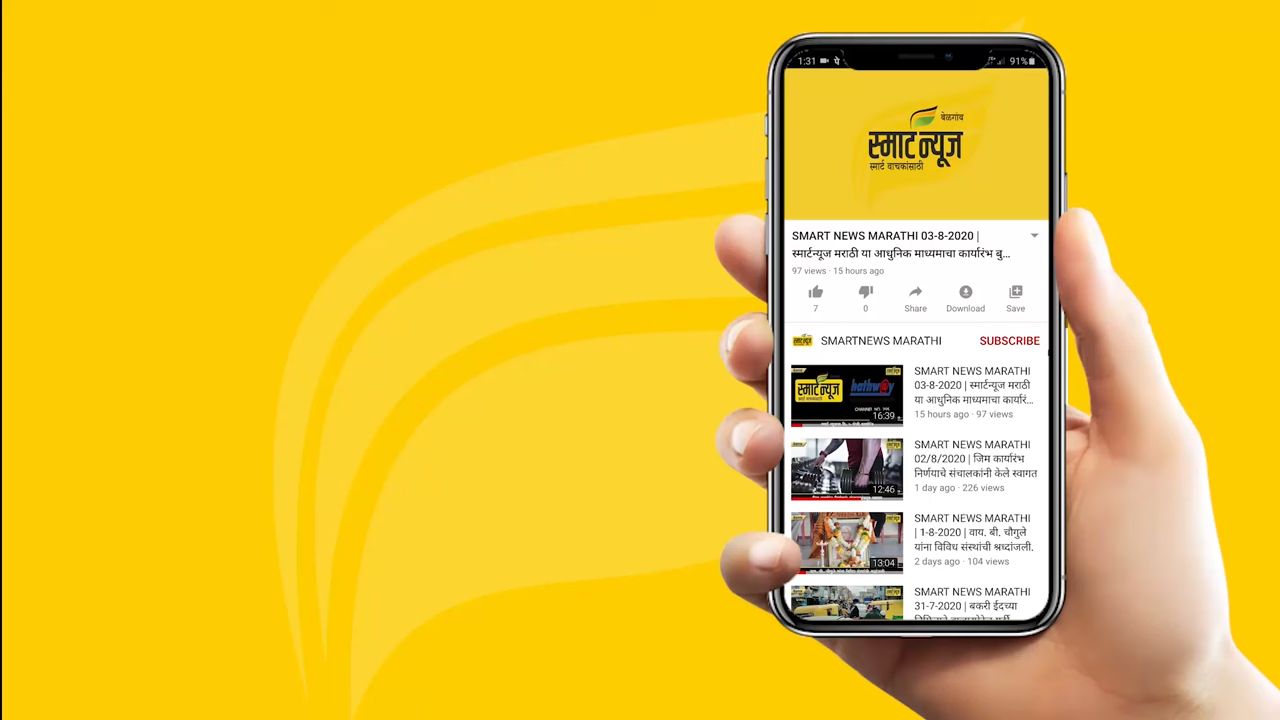 1:31
91%
बेळगांव
स्मार्ट न्यूज
स्मार्ट वाचकांसाठी
SMART NEWS MARATHI 03-8-2020 |
स्मार्टन्यूज मराठी या आधुनिक माध्यमाचा कार्यारंभ बु...
97 views · 15 hours ago
7
0
Share
Download
Save
SMARTNEWS MARATHI
SUBSCRIBE
स्मार्ट न्यूज
hathway
CHANNEL NO.
16:39
SMART NEWS MARATHI
03-8-2020 | स्मार्टन्यूज मराठी
या आधुनिक माध्यमाचा कार्यारं...
15 hours ago · 97 views
12:46
SMART NEWS MARATHI
02/8/2020 | जिम कार्यारंभ
निर्णयाचे संचालकांनी केले स्वागत
1 day ago · 226 views
13:04
SMART NEWS MARATHI
| 1-8-2020 | वाय. बी. चौगुले
यांना विविध संस्थांची श्रध्दांजली.
2 days ago · 104 views
SMART NEWS MARATHI
31-7-2020 | बकरी ईदच्या